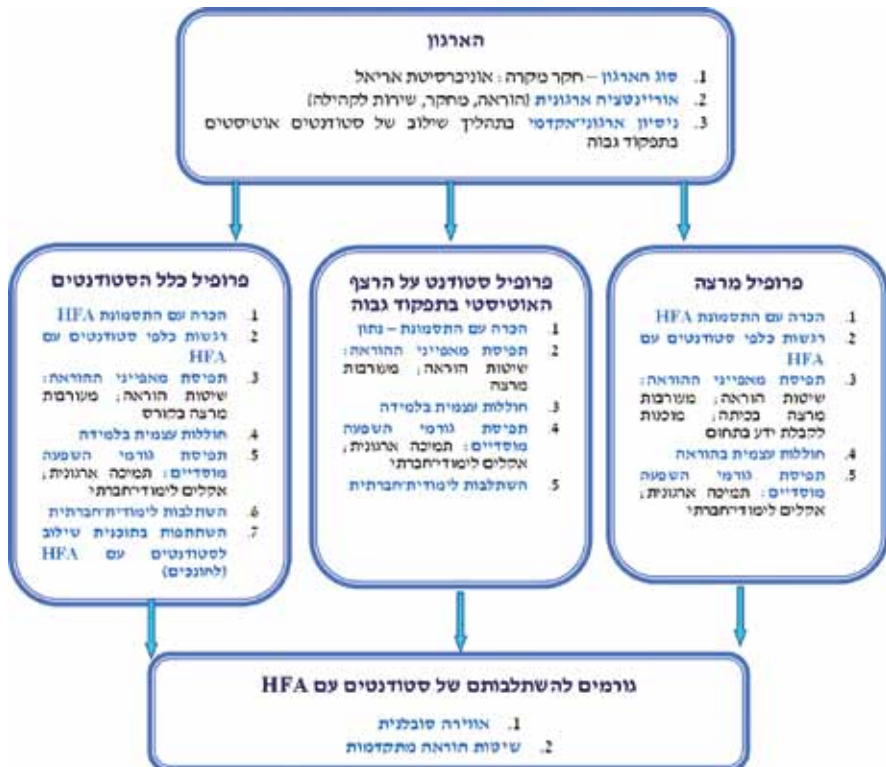 הארגון
1. סוג הארגון – חקר מקרה: אוניברסיטת אריאל
2. אוריינטציה ארגונית (הוראה, מחקר, שירות לקהילה)
3. ניסיון ארגוני־אקדמי בתהליך שילוב של סטודנטים אוטיסטים
בתפקוד גבוה
פרופיל מרצה
1. הכרה עם התסמונת HFA
2. רגשות כלפי סטודנטים עם
HFA
3. תפיסת מאפייני ההוראה:
שיטות הוראה; מעורבות
מרצה בכיתה; מוכנות
לקבלת ידע בתחום
4. חוללות עצמית בהוראה
5. תפיסת גורמי השפעה
מוסדיים: תמיכה ארגונית;
אקלים לימודי־חברתי
פרופיל סטודנט על הרצף
האוטיסטי בתפקוד גבוה
1. הכרה עם התסמונת – נתון
2. תפיסת מאפייני ההוראה:
שיטות הוראה; מעורבות
מרצה
3. חוללות עצמית בלמידה
4. תפיסת גורמי השפעה
מוסדיים: תמיכה ארגונית;
אקלים לימודי־חברתי
5. השתלבות לימודית־חברתית
פרופיל כלל הסטודנטים
1. הכרה עם התסמונת HFA
2. רגשות כלפי סטודנטים עם
HFA
3. תפיסת מאפייני ההוראה:
שיטות הוראה; מעורבות
מרצה בקורס
4. חוללות עצמית בלמידה
5. תפיסת גורמי השפעה
מוסדיים: תמיכה ארגונית;
אקלים לימודי־חברתי
6. השתלבות לימודית־חברתית
7. השתתפות בתוכנית שילוב
לסטודנטים עם HFA
(לחונכים)
גורמים להשתלבותם של סטודנטים עם HFA
1. אווירה סובלנית
2. שיטות הוראה מתקדמות